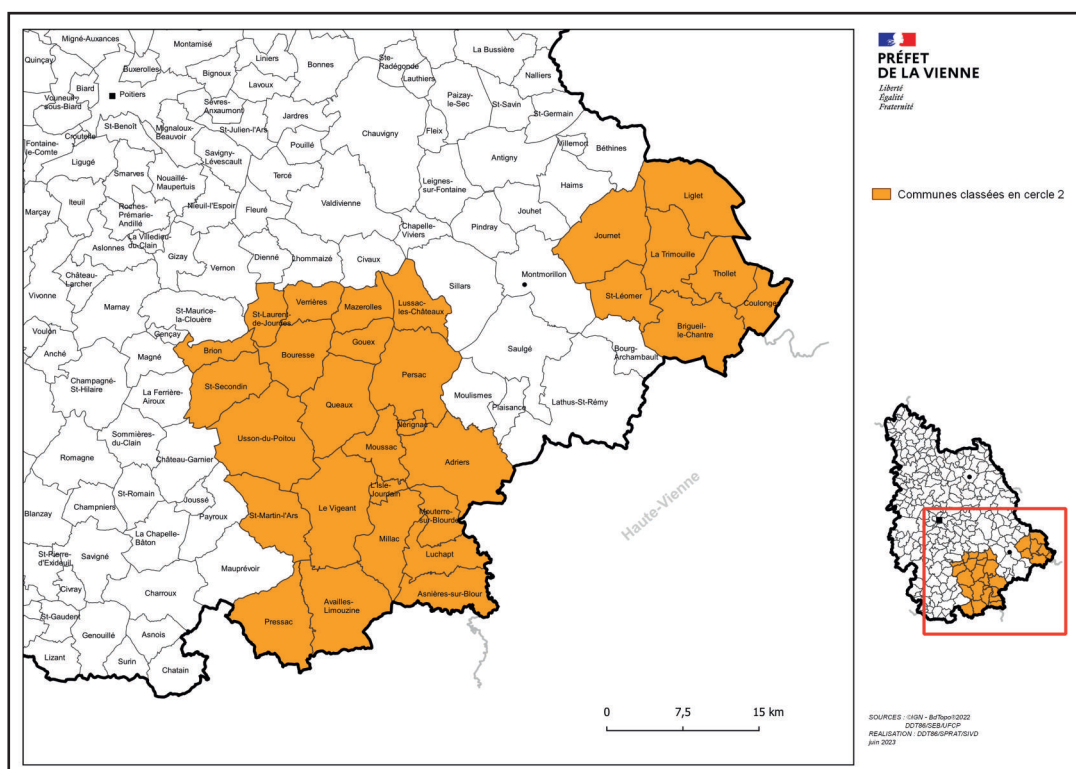 Migné-Auxances
Montamisé
La Bussière
Quinçay
Buxerolles
Liniers
Bonnes
Ste-
Radégonde
Bignoux
Lavoux
Lauthiers
Nalliers
Biard
Poitiers
Vouneuil-
sous-Biard
Sèvres-
Anxaumont
Paizay-
le-Sec
St-Savin
St-Germain
Jardres
St-Benoît
Mignaloux-
Beauvoir
St-Julien-l'Ars
Chauvigny
Fleix
Croutelle
Fontaine-
le-Comte
Pouillé
Villemort
Béthines
Ligugé
Savigny-
Lévescault
Antigny
Smarves
Nouaillé-
Maupertuis
Tercé
Leignes-
sur-Fontaine
Haims
Liglet
Iteuil
Roches-
Prémarie-
Andillé
Nieuil-l'Espoir
Fleuré
Valdivienne
Jouhet
Marçay
La Villedieu-
du-Clain
Chapelle-
Viviers
Pindray
Journet
Aslonnes
Gizay
Vernon
Dienné
Lhommaizé
Civaux
La Trimouille
Château-
Larcher
Sillars
Montmorillon
Thollet
Vivonne
Marnay
St-Maurice-
la-Clouère
St-Laurent-
de-Jourdes
Verrières
Mazerolles
Lussac-
les-Châteaux
St-Léomer
Coulonges
Voulon
Gençay
Brigueil-
le-Chantre
Anché
Magné
Brion
Bouresse
Gouex
Saulgé
Bourg-
Archambault
Persac
Champagné-
St-Hilaire
La Ferrière-
Airoux
St-Secondin
Queaux
Moulismes
Plaisance
Lathus-St-Rémy
Sommières-
du-Clain
Usson-du-Poitou
Nérignac
Romagne
Château-Garnier
Moussac
Adriers
St-Romain
L'Isle-
Jourdain
Blanzay
Champniers
Joussé
Payroux
St-Martin-l'Ars
Le Vigeant
Mouterre-
sur-Blourde
La Chapelle-
Bâton
Millac
Luchapt
St-Pierre-
d'Exideuil
Savigné
Mauprévoir
Civray
Charroux
Asnières-sur-Blour
St-Gaudent
Pressac
Availles-
Limouzine
Genouillé
Asnois
Lizant
Surin
Chatain
Haute-Vienne
0 7,5 15 km
PRÉFET
DE LA VIENNE
Liberté
Égalité
Fraternité
Communes classées en cercle 2
SOURCES : ©IGN - BdTopo®2022
DDT86/SEB/UFCP
REALISATION : DDT86/SPRAT/SIVD
juin 2023